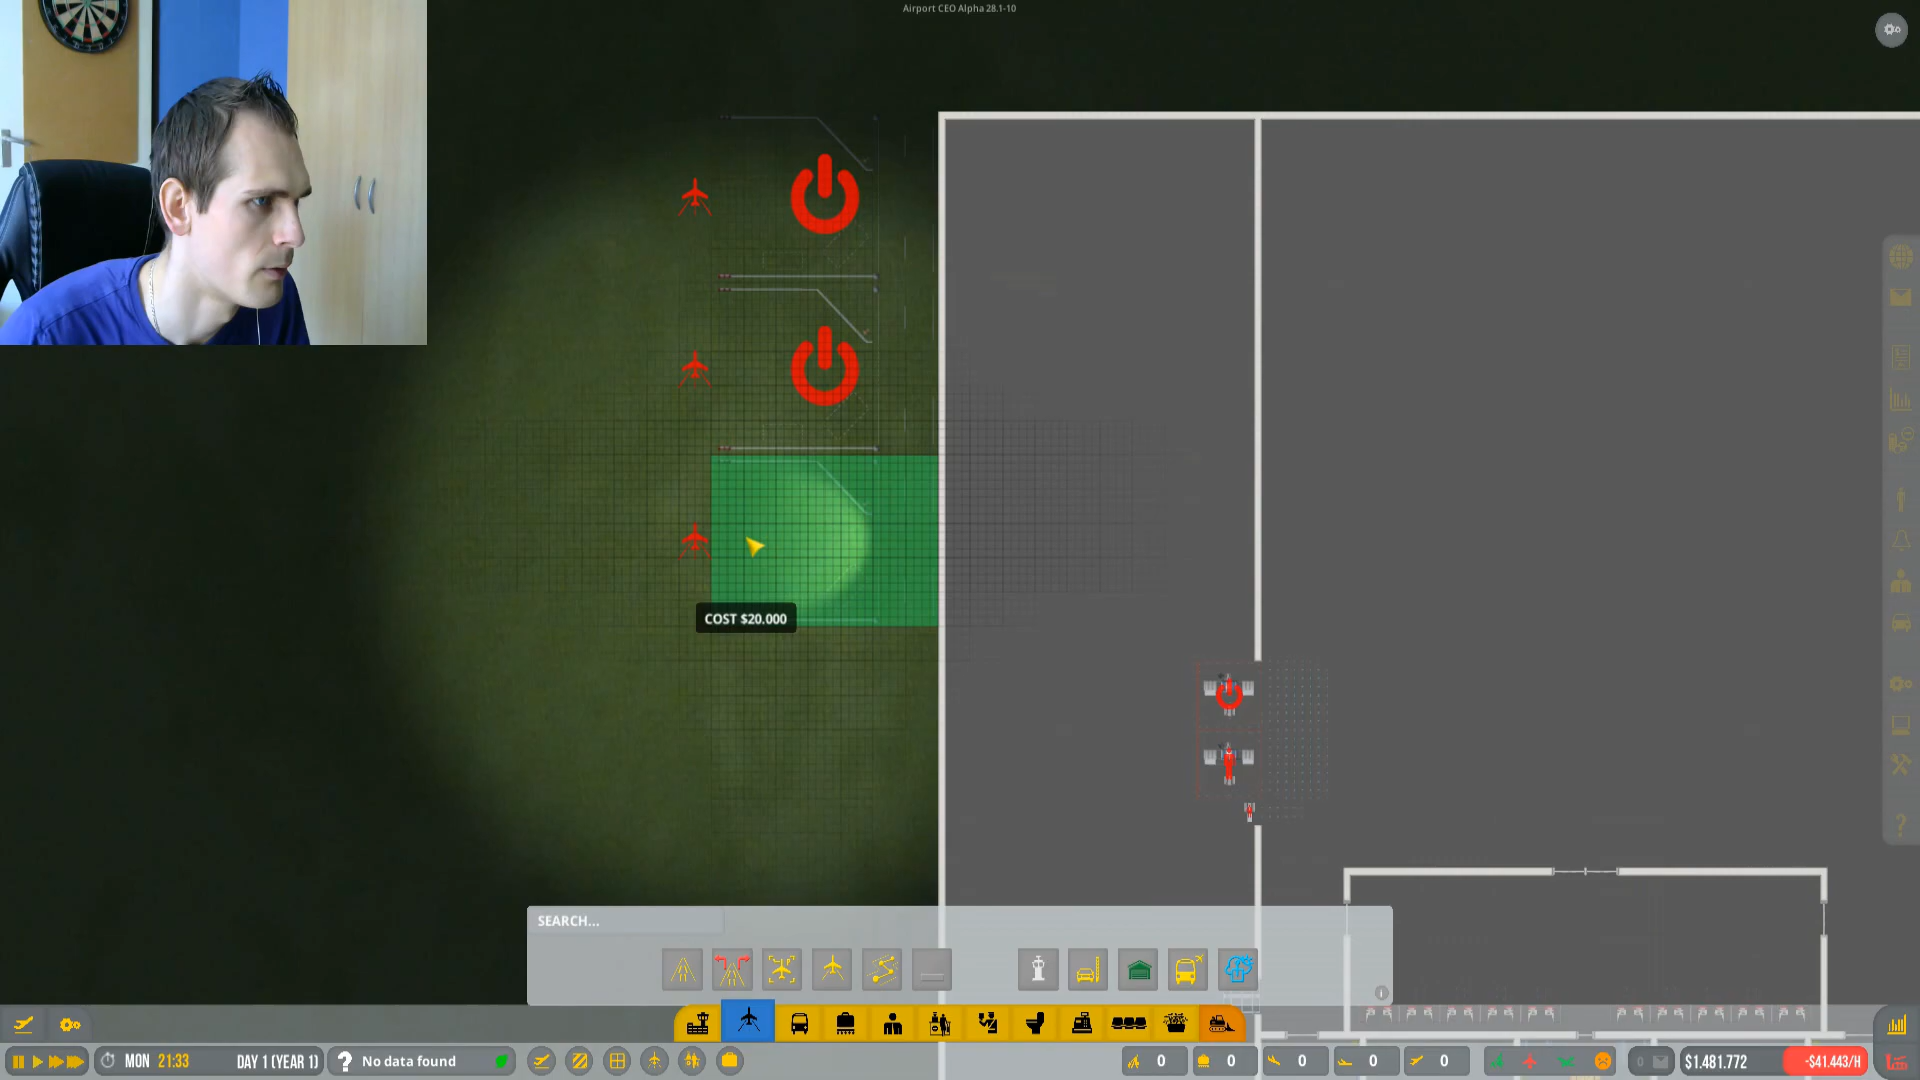 Airport CEO Alpha 28.1-10
COST $20.000
SEARCH...
MON 21:33 DAY 1 (YEAR 1)
? No data found
0 0 0 0 0
0
$1.481.772
-$41.443/H